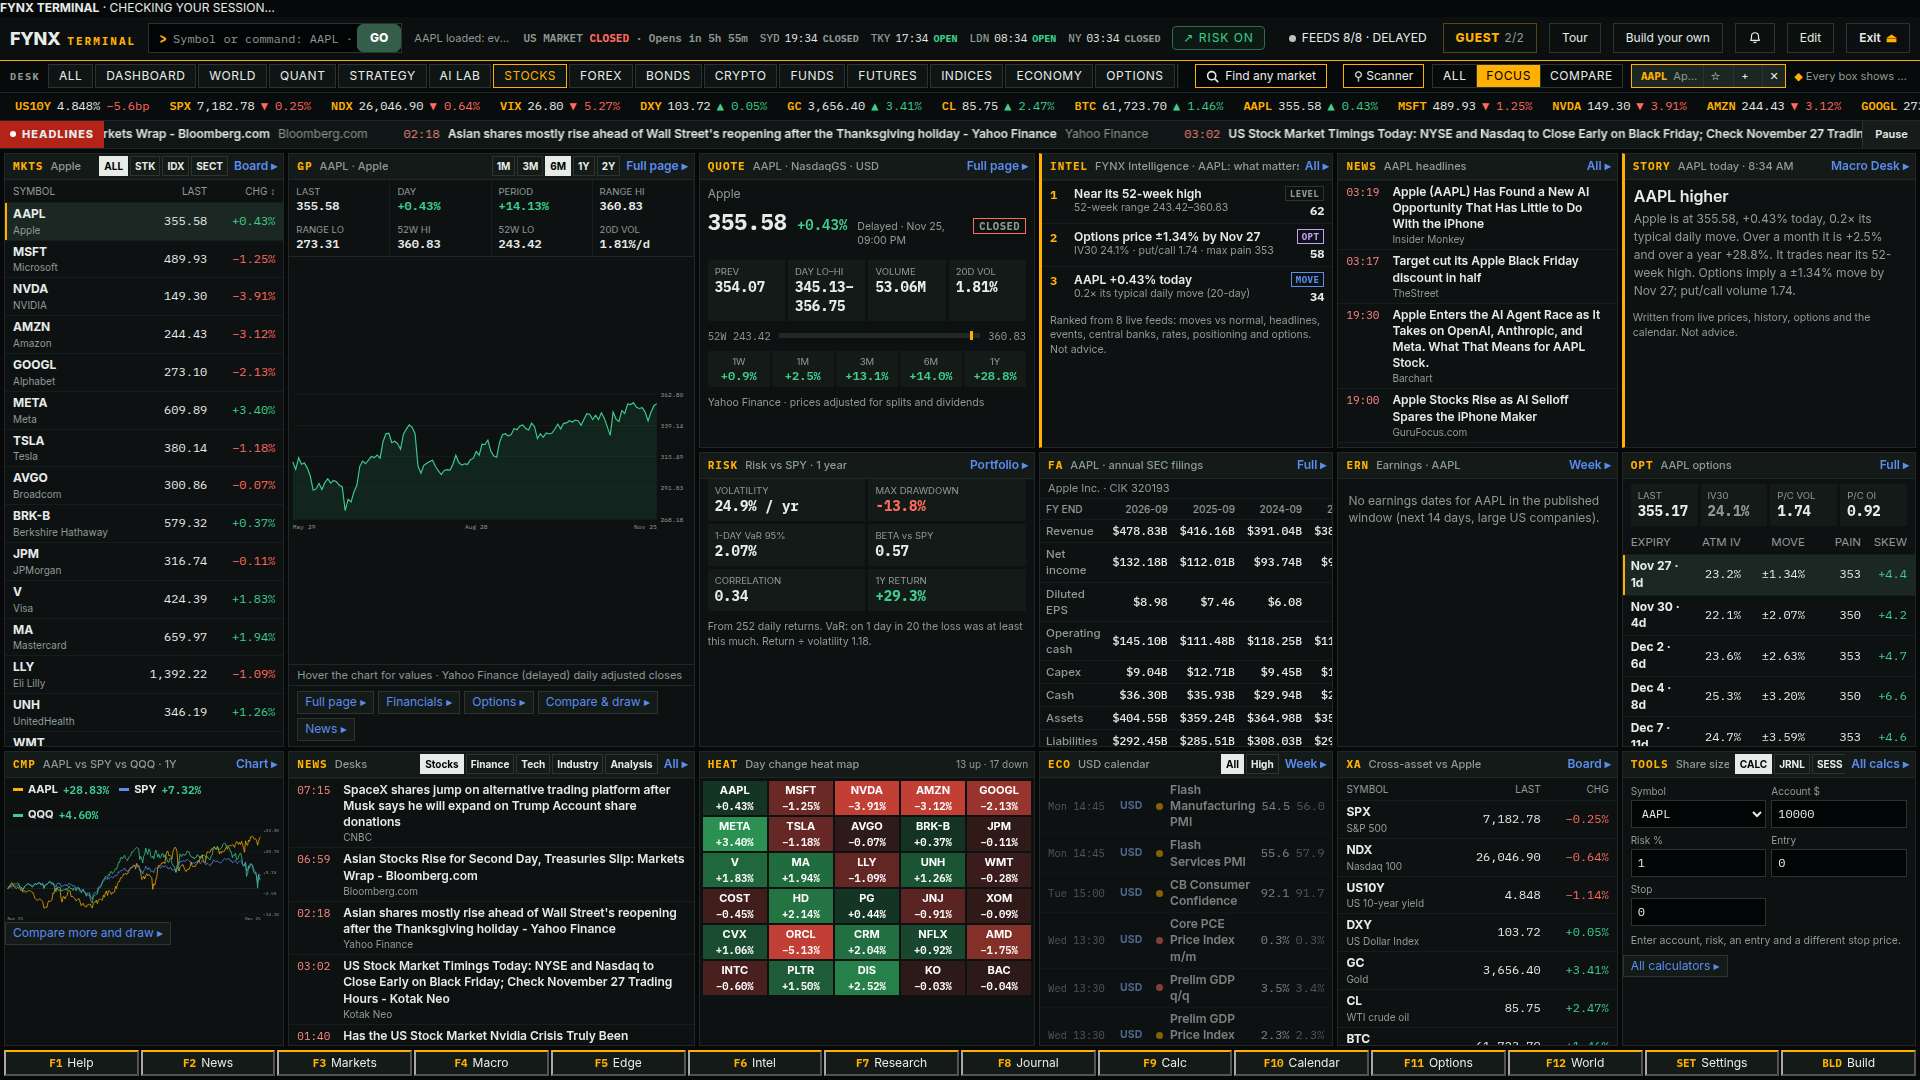 FYNX TERMINAL · CHECKING YOUR SESSION...
FYNX TERMINAL
> Symbol or command: AAPL ·
GO
AAPL loaded: ev...
US MARKET CLOSED · Opens in 5h 55m
SYD 19:34 CLOSED TKY 17:34 OPEN LDN 08:34 OPEN NY 03:34 CLOSED
↗ RISK ON
FEEDS 8/8 · DELAYED
GUEST 2/2
Tour
Build your own
Edit
Exit ⏏
DESK ALL DASHBOARD WORLD QUANT STRATEGY AI LAB STOCKS FOREX BONDS CRYPTO FUNDS FUTURES INDICES ECONOMY OPTIONS
Find any market
Scanner
ALL FOCUS COMPARE
AAPL Ap... ☆ + ✕
◆ Every box shows ...
US10Y 4.848% −5.6bp SPX 7,182.78 ▼ 0.25% NDX 26,046.90 ▼ 0.64% VIX 26.80 ▼ 5.27% DXY 103.72 ▲ 0.05% GC 3,656.40 ▲ 3.41% CL 85.75 ▲ 2.47% BTC 61,723.70 ▲ 1.46% AAPL 355.58 ▲ 0.43% MSFT 489.93 ▼ 1.25% NVDA 149.30 ▼ 3.91% AMZN 244.43 ▼ 3.12% GOOGL 27
HEADLINES
rkets Wrap - Bloomberg.com Bloomberg.com 02:18 Asian shares mostly rise ahead of Wall Street's reopening after the Thanksgiving holiday - Yahoo Finance Yahoo Finance 03:02 US Stock Market Timings Today: NYSE and Nasdaq to Close Early on Black Friday; Check November 27 Tradin
Pause
MKTS Apple ALL STK IDX SECT Board ▸
SYMBOL LAST CHG ↕
AAPL 355.58 +0.43%
Apple
MSFT 489.93 −1.25%
Microsoft
NVDA 149.30 −3.91%
NVIDIA
AMZN 244.43 −3.12%
Amazon
GOOGL 273.10 −2.13%
Alphabet
META 609.89 +3.40%
Meta
TSLA 380.14 −1.18%
Tesla
AVGO 300.86 −0.07%
Broadcom
BRK-B 579.32 +0.37%
Berkshire Hathaway
JPM 316.74 −0.11%
JPMorgan
V 424.39 +1.83%
Visa
MA 659.97 +1.94%
Mastercard
LLY 1,392.22 −1.09%
Eli Lilly
UNH 346.19 +1.26%
UnitedHealth
WMT
GP AAPL · Apple 1M 3M 6M 1Y 2Y Full page ▸
LAST DAY PERIOD RANGE HI
355.58 +0.43% +14.13% 360.83
RANGE LO 52W HI 52W LO 20D VOL
273.31 360.83 243.42 1.81%/d
362.80
339.14
315.49
291.83
268.18
May 29 Aug 28 Nov 25
Hover the chart for values · Yahoo Finance (delayed) daily adjusted closes
Full page ▸ Financials ▸ Options ▸ Compare & draw ▸
News ▸
QUOTE AAPL · NasdaqGS · USD Full page ▸
Apple
355.58 +0.43% Delayed · Nov 25, 09:00 PM CLOSED
PREV DAY LO–HI VOLUME 20D VOL
354.07 345.13–356.75 53.06M 1.81%
52W 243.42 360.83
1W 1M 3M 6M 1Y
+0.9% +2.5% +13.1% +14.0% +28.8%
Yahoo Finance · prices adjusted for splits and dividends
INTEL FYNX Intelligence · AAPL: what matters All ▸
1 Near its 52-week high LEVEL
52-week range 243.42–360.83 62
2 Options price ±1.34% by Nov 27 OPT
IV30 24.1% · put/call 1.74 · max pain 353 58
3 AAPL +0.43% today MOVE
0.2× its typical daily move (20-day) 34
Ranked from 8 live feeds: moves vs normal, headlines,
events, central banks, rates, positioning and options.
Not advice.
NEWS AAPL headlines All ▸
03:19 Apple (AAPL) Has Found a New AI
Opportunity That Has Little to Do
With the iPhone
Insider Monkey
03:17 Target cut its Apple Black Friday
discount in half
TheStreet
19:30 Apple Enters the AI Agent Race as It
Takes on OpenAI, Anthropic, and
Meta. What That Means for AAPL
Stock.
Barchart
19:00 Apple Stocks Rise as AI Selloff
Spares the iPhone Maker
GuruFocus.com
STORY AAPL today · 8:34 AM Macro Desk ▸
AAPL higher
Apple is at 355.58, +0.43% today, 0.2× its
typical daily move. Over a month it is +2.5%
and over a year +28.8%. It trades near its 52-
week high. Options imply a ±1.34% move by
Nov 27; put/call volume 1.74.
Written from live prices, history, options and the
calendar. Not advice.
RISK Risk vs SPY · 1 year Portfolio ▸
VOLATILITY MAX DRAWDOWN
24.9% / yr -13.8%
1-DAY VaR 95% BETA vs SPY
2.07% 0.57
CORRELATION 1Y RETURN
0.34 +29.3%
From 252 daily returns. VaR: on 1 day in 20 the loss was at least
this much. Return ÷ volatility 1.18.
FA AAPL · annual SEC filings Full ▸
Apple Inc. · CIK 320193
FY END 2026-09 2025-09 2024-09 2
Revenue $478.83B $416.16B $391.04B $38
Net income $132.18B $112.01B $93.74B $9
Diluted EPS $8.98 $7.46 $6.08
Operating cash $145.10B $111.48B $118.25B $11
Capex $9.04B $12.71B $9.45B $1
Cash $36.30B $35.93B $29.94B $2
Assets $404.55B $359.24B $364.98B $35
Liabilities $292.45B $285.51B $308.03B $29
ERN Earnings · AAPL Week ▸
No earnings dates for AAPL in the published
window (next 14 days, large US companies).
OPT AAPL options Full ▸
LAST IV30 P/C VOL P/C OI
355.17 24.1% 1.74 0.92
EXPIRY ATM IV MOVE PAIN SKEW
Nov 27 · 1d 23.2% ±1.34% 353 +4.4
Nov 30 · 4d 22.1% ±2.07% 350 +4.2
Dec 2 · 6d 23.6% ±2.63% 353 +4.7
Dec 4 · 8d 25.3% ±3.20% 350 +6.6
Dec 7 · 11d 24.7% ±3.59% 353 +4.6
CMP AAPL vs SPY vs QQQ · 1Y Chart ▸
AAPL +28.83% SPY +7.32%
QQQ +4.60%
Compare more and draw ▸
NEWS Desks Stocks Finance Tech Industry Analysis All ▸
07:15 SpaceX shares jump on alternative trading platform after
Musk says he will expand on Trump Account share
donations
CNBC
06:59 Asian Stocks Rise for Second Day, Treasuries Slip: Markets
Wrap - Bloomberg.com
Bloomberg.com
02:18 Asian shares mostly rise ahead of Wall Street's reopening
after the Thanksgiving holiday - Yahoo Finance
Yahoo Finance
03:02 US Stock Market Timings Today: NYSE and Nasdaq to
Close Early on Black Friday; Check November 27 Trading
Hours - Kotak Neo
Kotak Neo
01:40 Has the US Stock Market Nvidia Crisis Truly Been
HEAT Day change heat map 13 up · 17 down
AAPL MSFT NVDA AMZN GOOGL
+0.43% −1.25% −3.91% −3.12% −2.13%
META TSLA AVGO BRK-B JPM
+3.40% −1.18% −0.07% +0.37% −0.11%
V MA LLY UNH WMT
+1.83% +1.94% −1.09% +1.26% −0.28%
COST HD PG JNJ XOM
−0.45% +2.14% +0.44% −0.91% −0.09%
CVX ORCL CRM NFLX AMD
+1.06% −5.13% +2.04% +0.92% −1.75%
INTC PLTR DIS KO BAC
−0.60% +1.50% +2.52% −0.03% −0.04%
ECO USD calendar All High Week ▸
Mon 14:45 USD Flash Manufacturing PMI 54.5 56.0
Mon 14:45 USD Flash Services PMI 55.6 57.9
Tue 15:00 USD CB Consumer Confidence 92.1 91.7
Wed 13:30 USD Core PCE Price Index m/m 0.3% 0.3%
Wed 13:30 USD Prelim GDP q/q 3.5% 3.4%
Wed 13:30 USD Prelim GDP Price Index 2.3% 2.3%
XA Cross-asset vs Apple Board ▸
SYMBOL LAST CHG
SPX 7,182.78 −0.25%
S&P 500
NDX 26,046.90 −0.64%
Nasdaq 100
US10Y 4.848 −1.14%
US 10-year yield
DXY 103.72 +0.05%
US Dollar Index
GC 3,656.40 +3.41%
Gold
CL 85.75 +2.47%
WTI crude oil
BTC 61,723.70 +1.46%
TOOLS Share size CALC JRNL SESS All calcs ▸
Symbol Account $
AAPL 10000
Risk % Entry
1 0
Stop
0
Enter account, risk, an entry and a different stop price.
All calculators ▸
F1 Help F2 News F3 Markets F4 Macro F5 Edge F6 Intel F7 Research F8 Journal F9 Calc F10 Calendar F11 Options F12 World SET Settings BLD Build